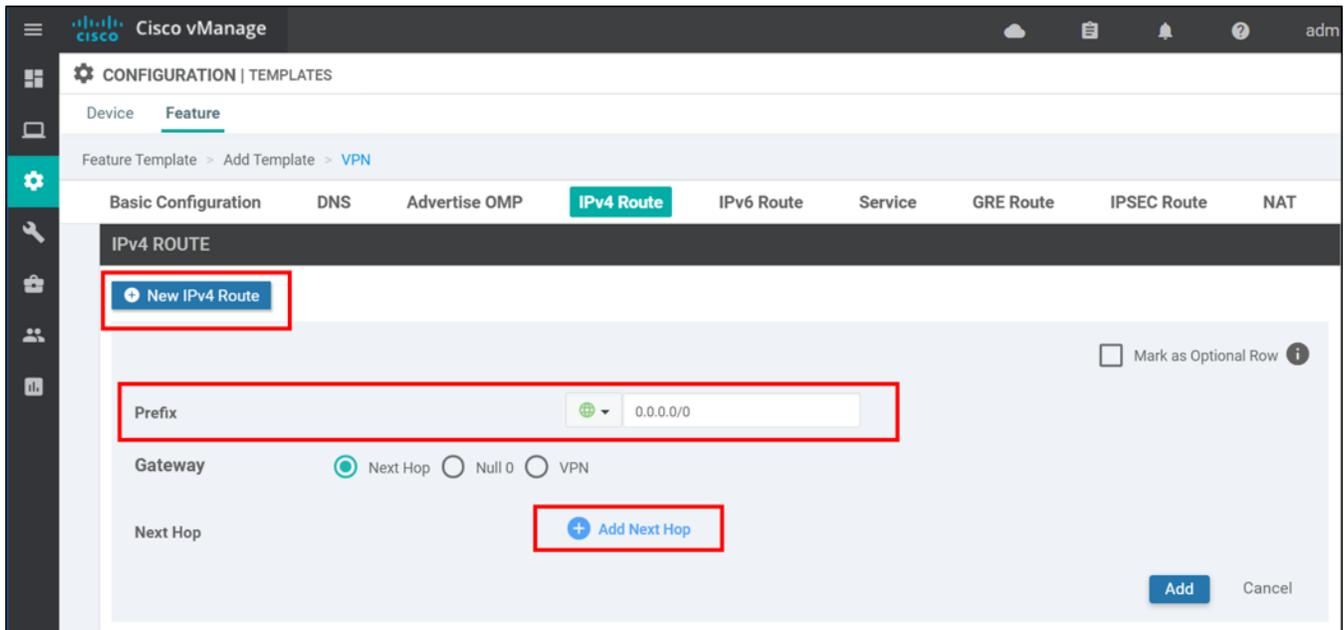 cisco Cisco vManage adm
CONFIGURATION | TEMPLATES
Device Feature
Feature Template > Add Template > VPN
Basic Configuration DNS Advertise OMP IPv4 Route IPv6 Route Service GRE Route IPSEC Route NAT
IPv4 ROUTE
New IPv4 Route
Mark as Optional Row
Prefix 0.0.0.0/0
Gateway Next Hop Null 0 VPN
Next Hop Add Next Hop
Add Cancel